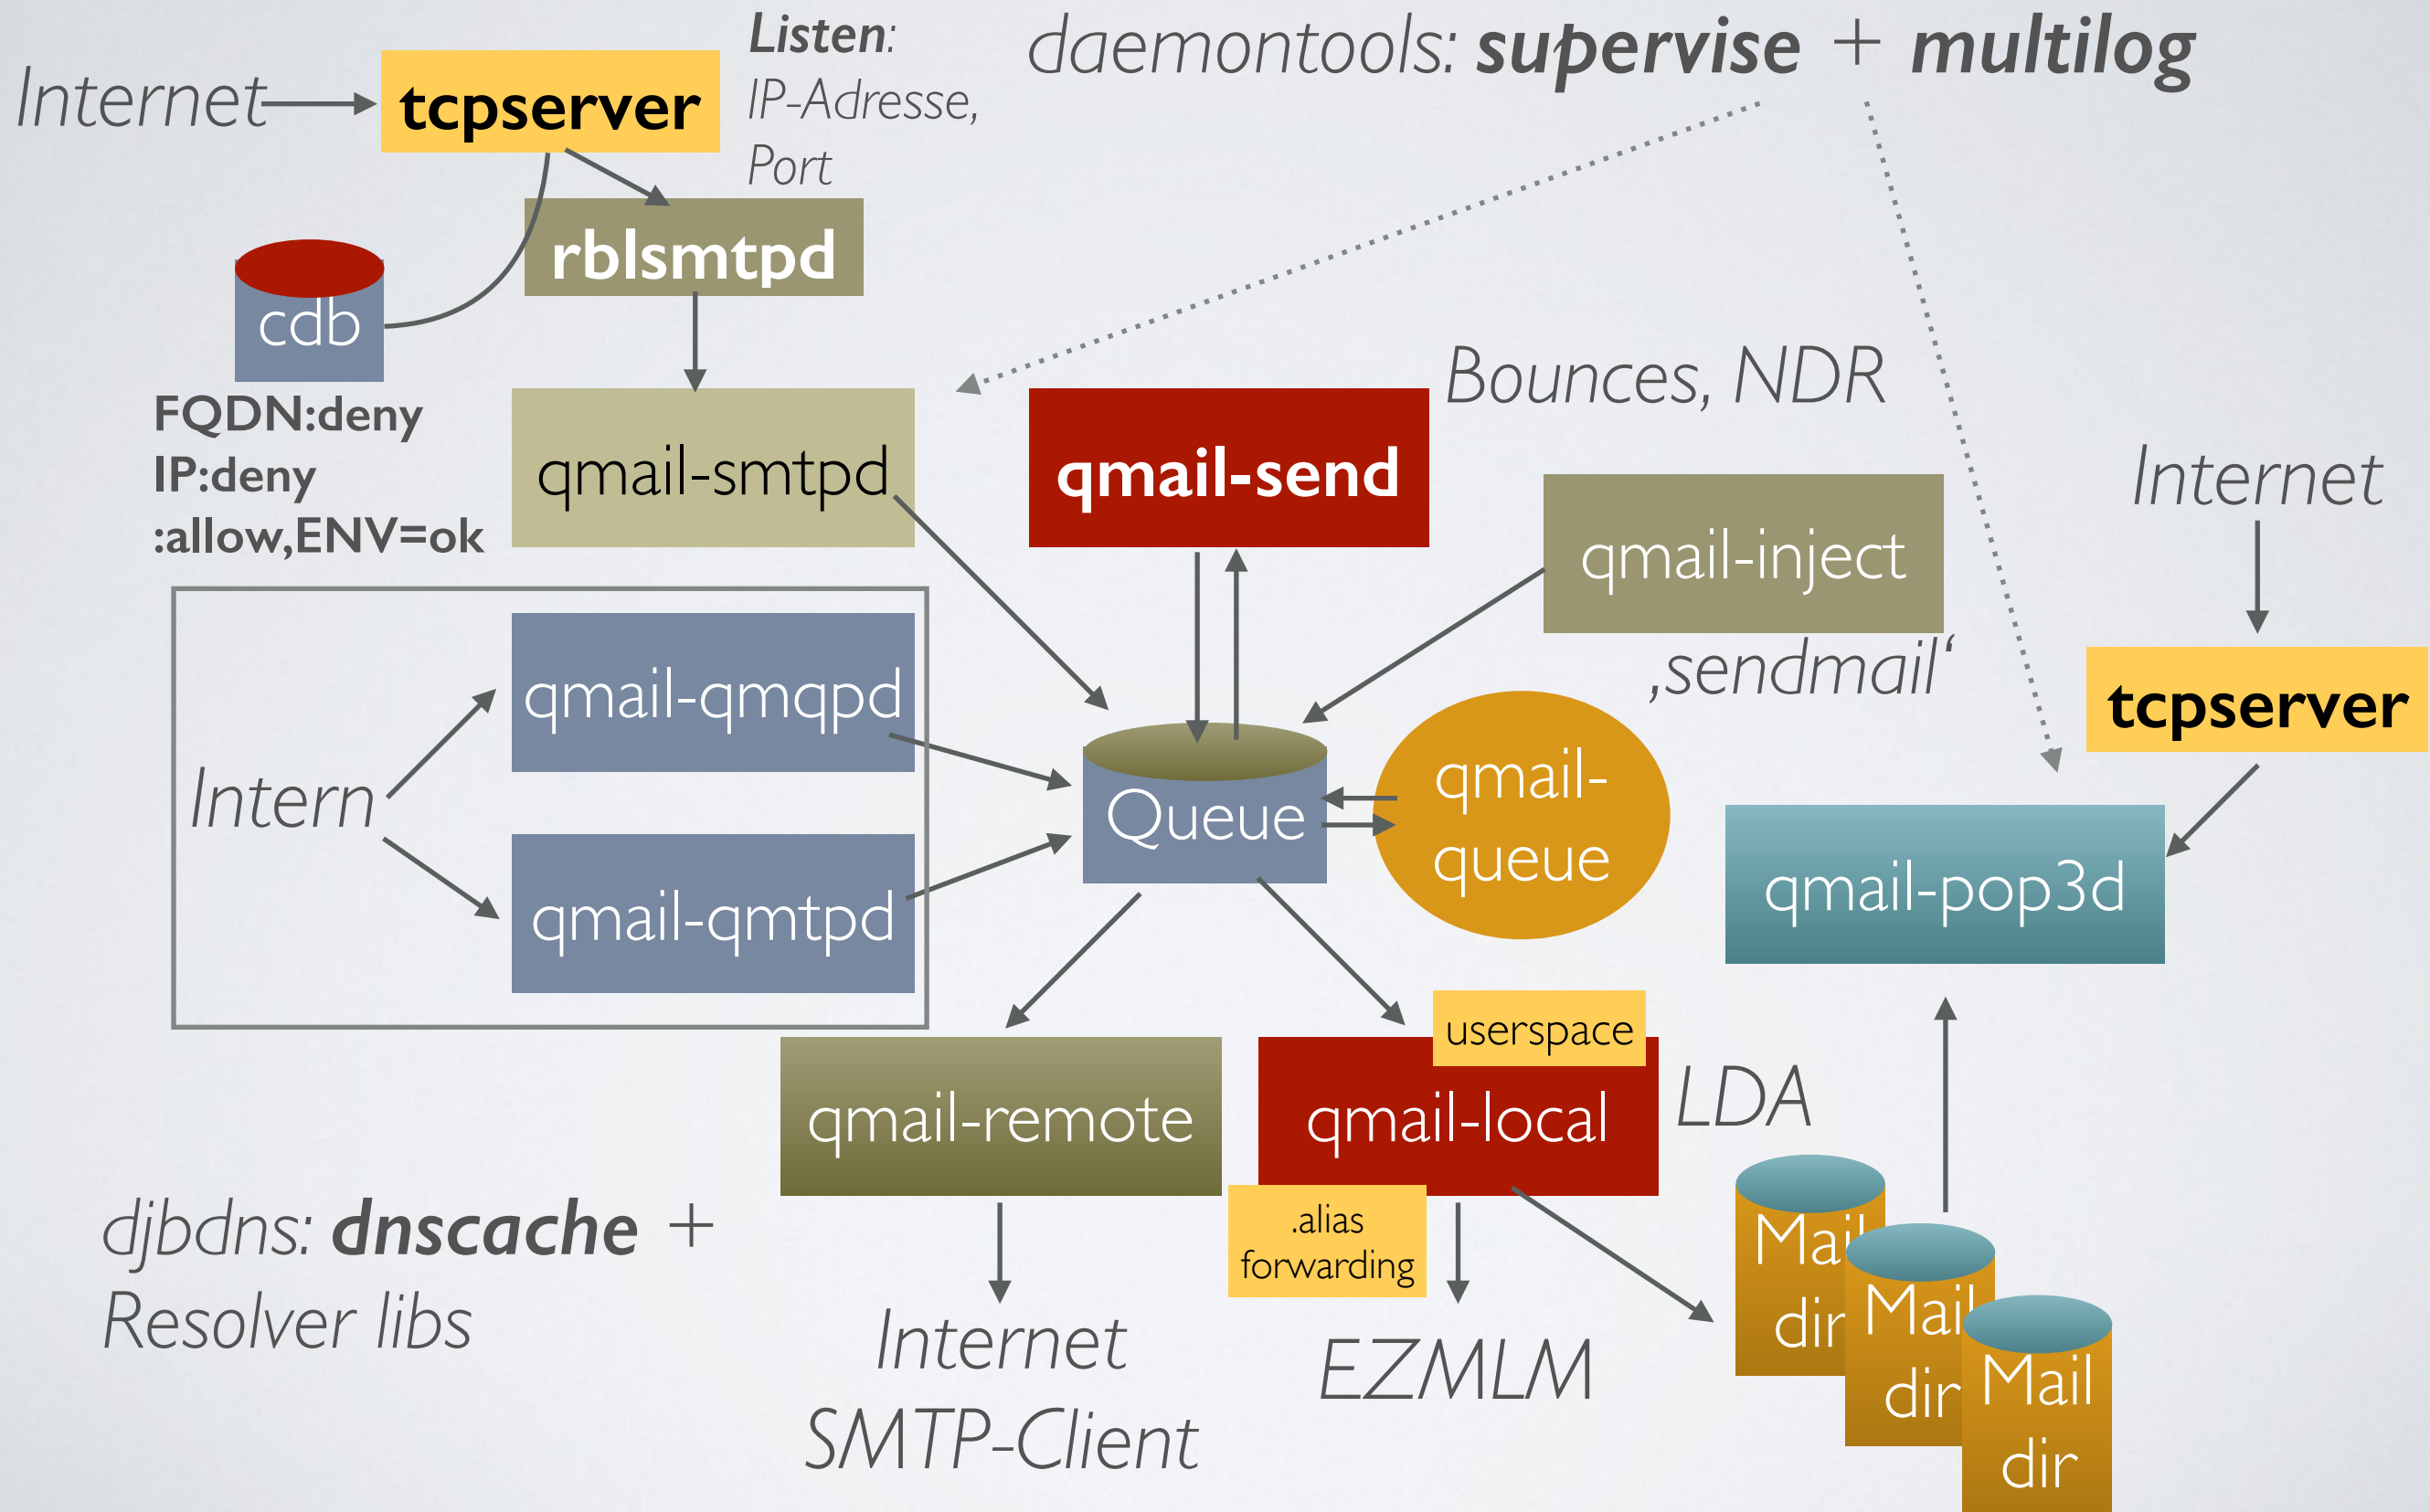 Internet
tcpserver
Listen:
IP-Adresse,
Port
daemontools: supervise + multilog
rblsmtpd
cdb
FQDN:deny
IP:deny
:allow,ENV=ok
qmail-smtpd
qmail-send
Bounces, NDR
qmail-inject
‚sendmail‘
Internet
tcpserver
Intern
qmail-qmqpd
qmail-qmtpd
Queue
qmail-
queue
qmail-pop3d
userspace
qmail-remote
qmail-local
LDA
.alias
forwarding
djbdns: dnscache +
Resolver libs
Internet
SMTP-Client
EZMLM
Mail
dir
Mail
dir
Mail
dir